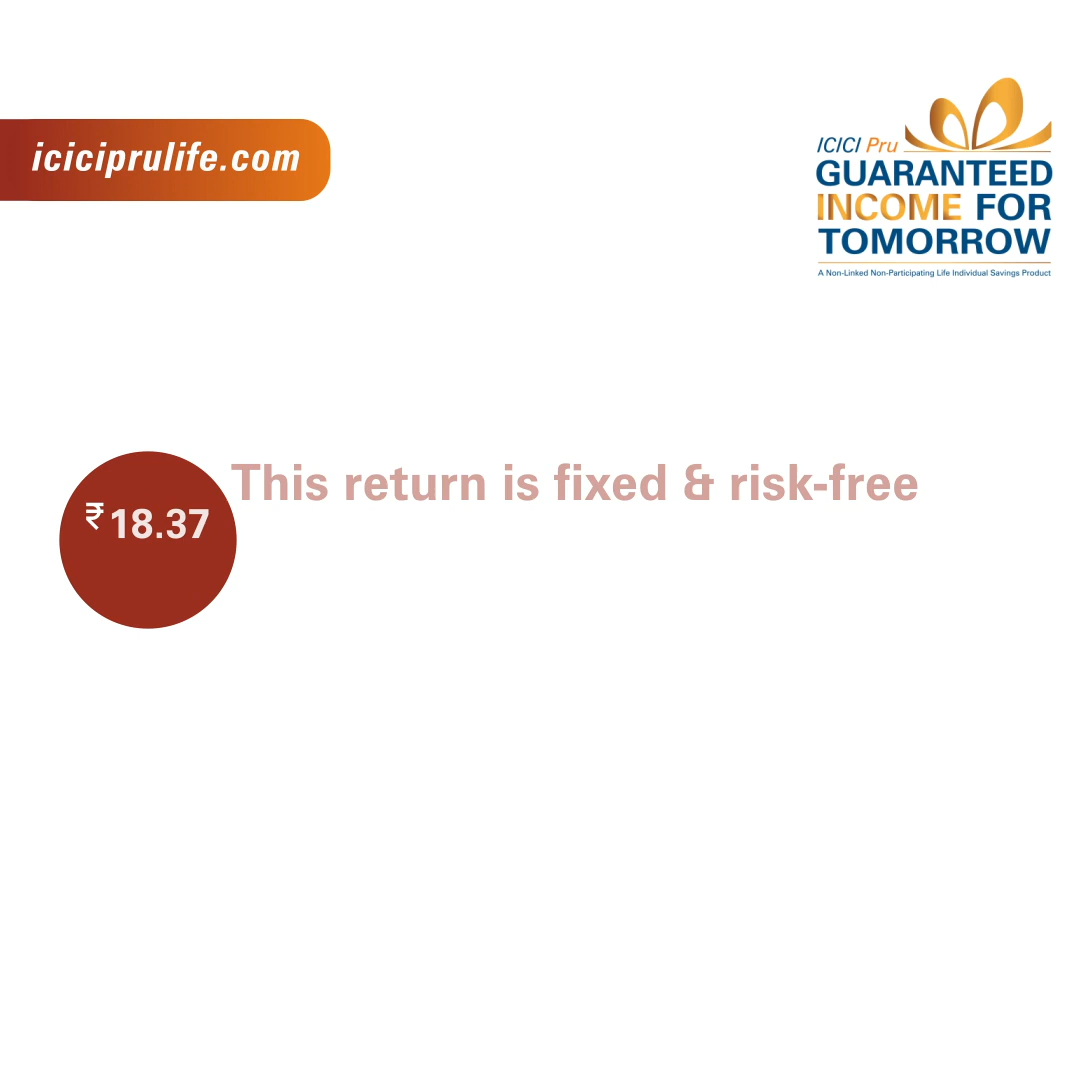 iciciprulife.com
ICICI Pru
GUARANTEED
INCOME FOR
TOMORROW
A Non-Linked Non-Participating Life Individual Savings Product
This return is fixed & risk-free
₹18.37